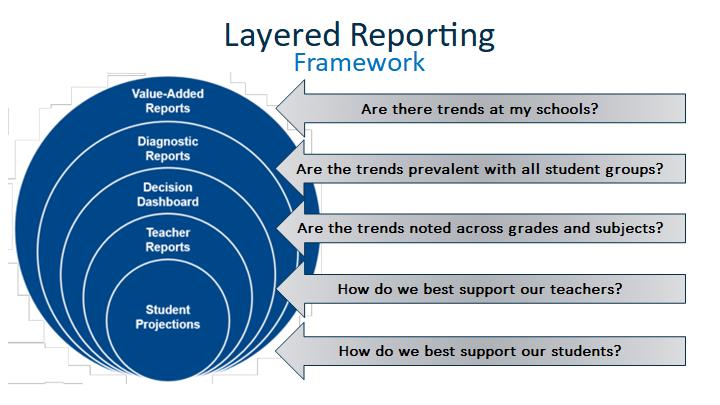 Layered Reporting
Framework
Value-Added
Reports
Are there trends at my schools?
Diagnostic
Reports
Are the trends prevalent with all student groups?
Decision
Dashboard
Are the trends noted across grades and subjects?
Teacher
Reports
How do we best support our teachers?
Student
Projections
How do we best support our students?